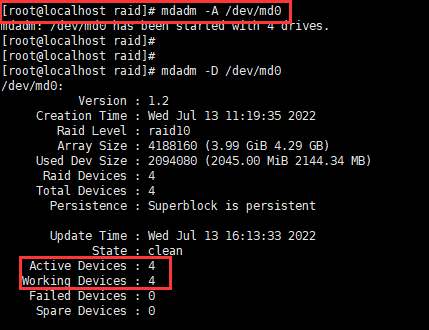 [root@localhost raid]# mdadm -A /dev/md0
mdadm: /dev/md0 has been started with 4 drives.
[root@localhost raid]#
[root@localhost raid]#
[root@localhost raid]# mdadm -D /dev/md0
/dev/md0:
Version : 1.2
Creation Time : Wed Jul 13 11:19:35 2022
Raid Level : raid10
Array Size : 4188160 (3.99 GiB 4.29 GB)
Used Dev Size : 2094080 (2045.00 MiB 2144.34 MB)
Raid Devices : 4
Total Devices : 4
Persistence : Superblock is persistent
Update Time : Wed Jul 13 16:13:33 2022
State : clean
Active Devices : 4
Working Devices : 4
Failed Devices : 0
Spare Devices : 0